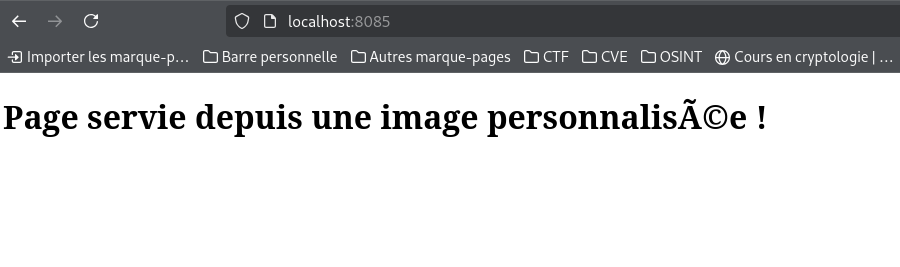 localhost:8085
Importer les marque-p… Barre personnelle Autres marque-pages CTF CVE OSINT Cours en cryptologie | …
Page servie depuis une image personnalisÃ©e !